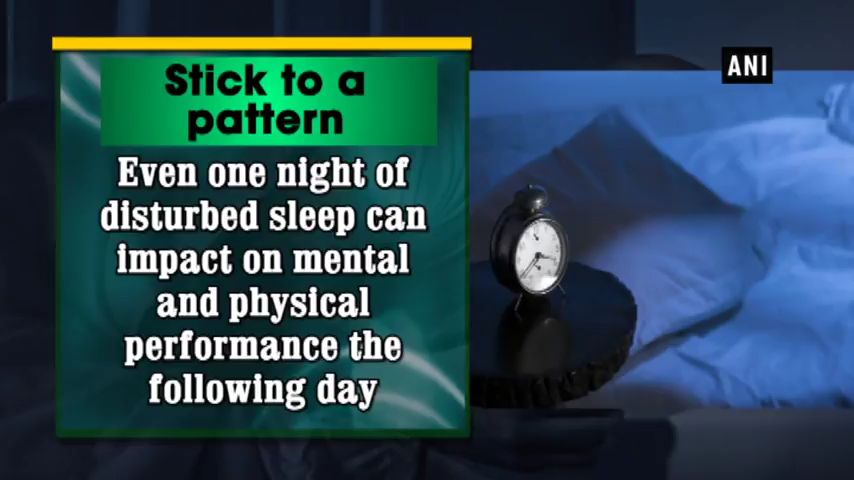 ANI
Stick to a
pattern
Even one night of
disturbed sleep can
impact on mental
and physical
performance the
following day